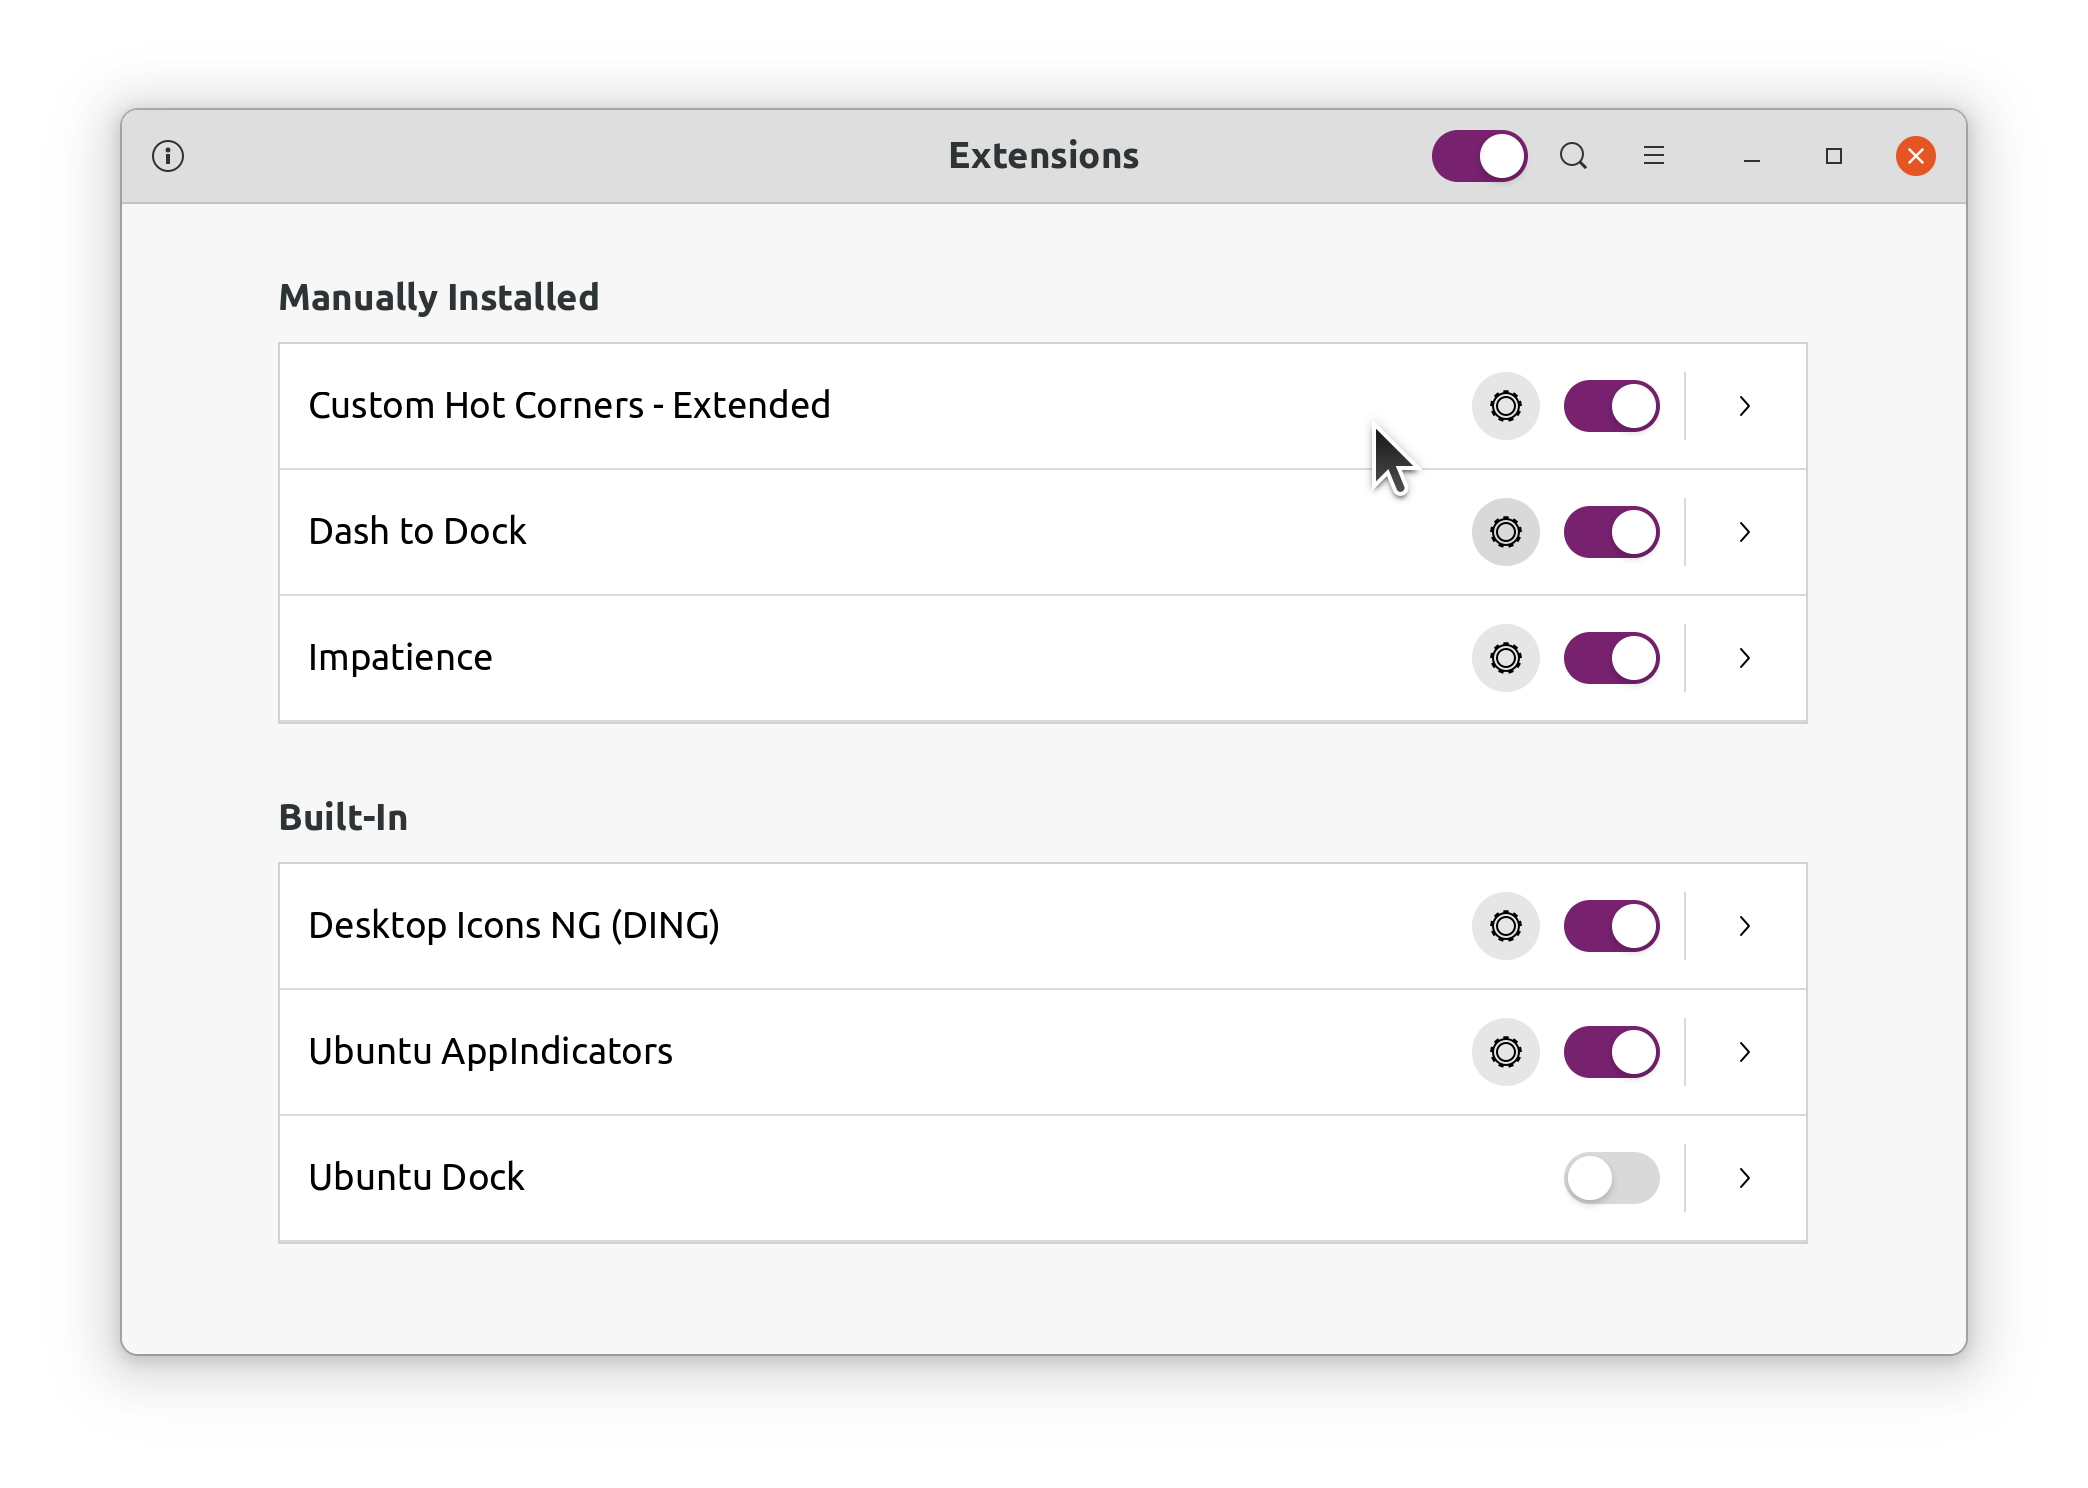 Extensions
Manually Installed
Custom Hot Corners - Extended
Dash to Dock
Impatience
Built-In
Desktop Icons NG (DING)
Ubuntu AppIndicators
Ubuntu Dock